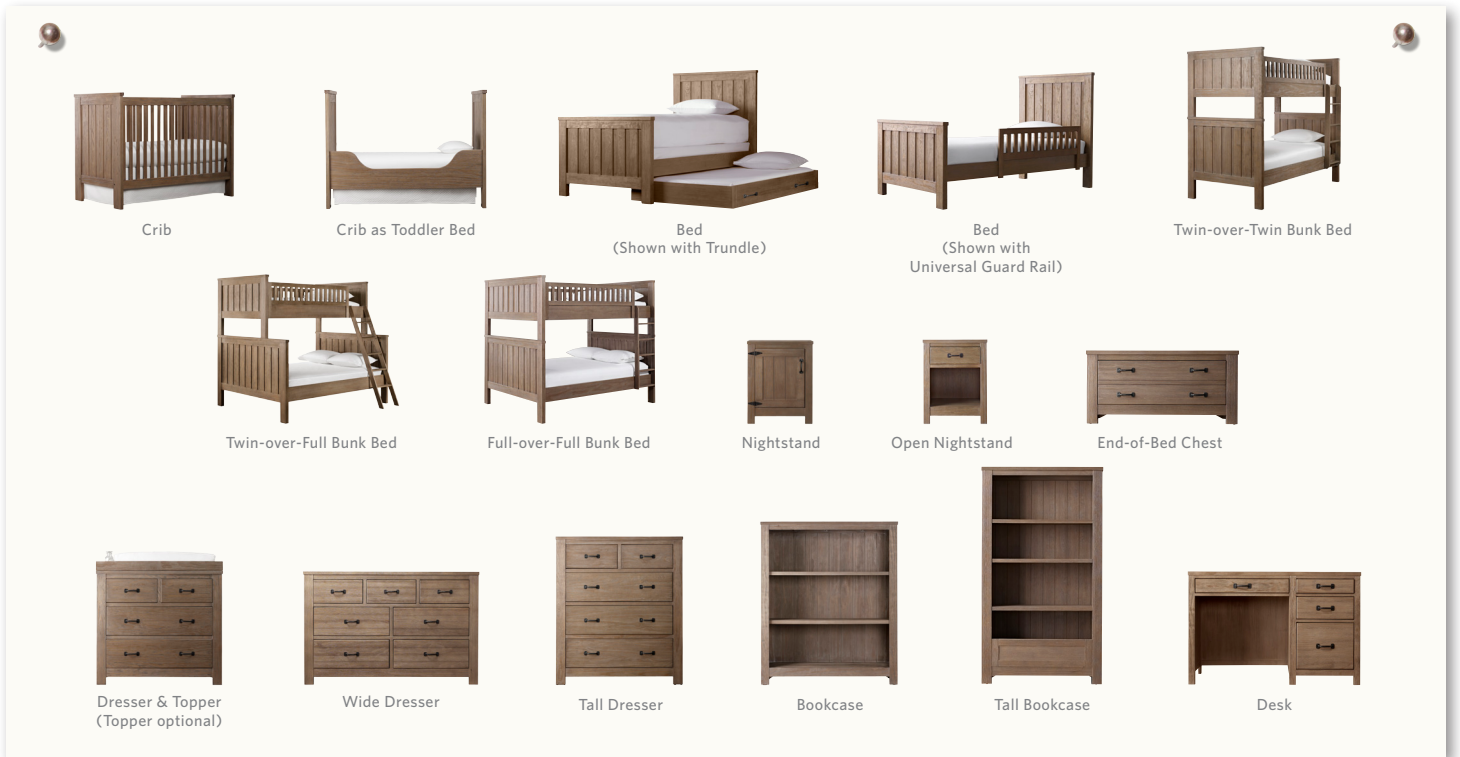 Crib
Crib as Toddler Bed
Bed
(Shown with Trundle)
Bed
(Shown with
Universal Guard Rail)
Twin-over-Twin Bunk Bed
Twin-over-Full Bunk Bed
Full-over-Full Bunk Bed
Nightstand
Open Nightstand
End-of-Bed Chest
Dresser & Topper
(Topper optional)
Wide Dresser
Tall Dresser
Bookcase
Tall Bookcase
Desk